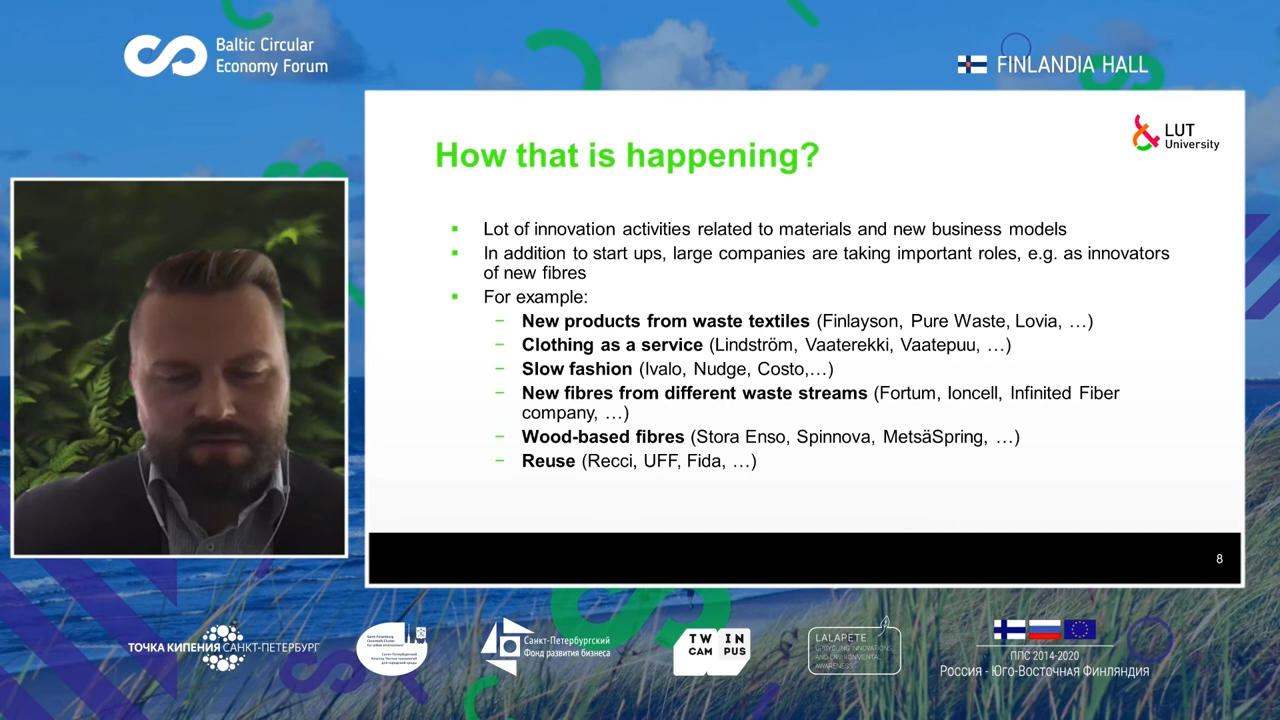 Baltic Circular
Economy Forum
FINLANDIA HALL
LUT
University
How that is happening?
Lot of innovation activities related to materials and new business models
In addition to start ups, large companies are taking important roles, e.g. as innovators
of new fibres
For example:
New products from waste textiles (Finlayson, Pure Waste, Lovia, …)
Clothing as a service (Lindström, Vaaterekki, Vaatepuu, …)
Slow fashion (Ivalo, Nudge, Costo,…)
New fibres from different waste streams (Fortum, Ioncell, Infinited Fiber
company, …)
Wood-based fibres (Stora Enso, Spinnova, MetsäSpring, …)
Reuse (Recci, UFF, Fida, …)
8
ТОЧКА КИПЕНИЯ САНКТ-ПЕТЕРБУРГ
Санкт-Петербургский
Фонд развития бизнеса
TW IN
CAM PUS
LALAPETE
UPCYCLING INNOVATIONS
AND ENVIRONMENTAL
AWARENESS
ППС 2014-2020
Россия - Юго-Восточная Финляндия